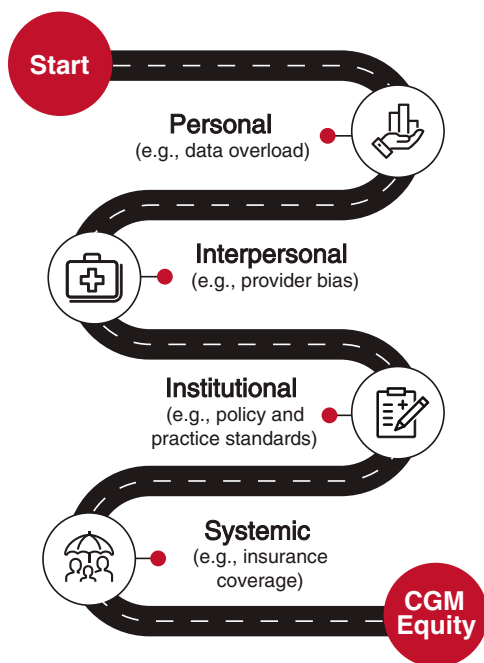 Start
Personal
(e.g., data overload)
Interpersonal
(e.g., provider bias)
Institutional
(e.g., policy and
practice standards)
Systemic
(e.g., insurance
coverage)
CGM
Equity